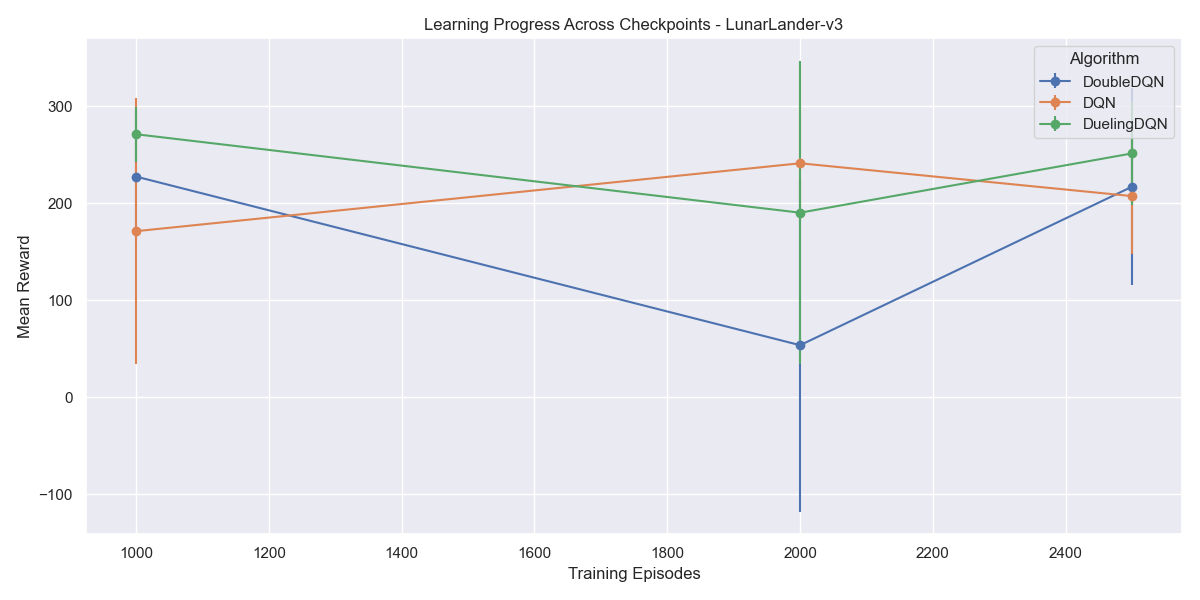 Learning Progress Across Checkpoints - LunarLander-v3
Algorithm
DoubleDQN
DQN
DuelingDQN
Mean Reward
300
200
100
0
−100
1000 1200 1400 1600 1800 2000 2200 2400
Training Episodes